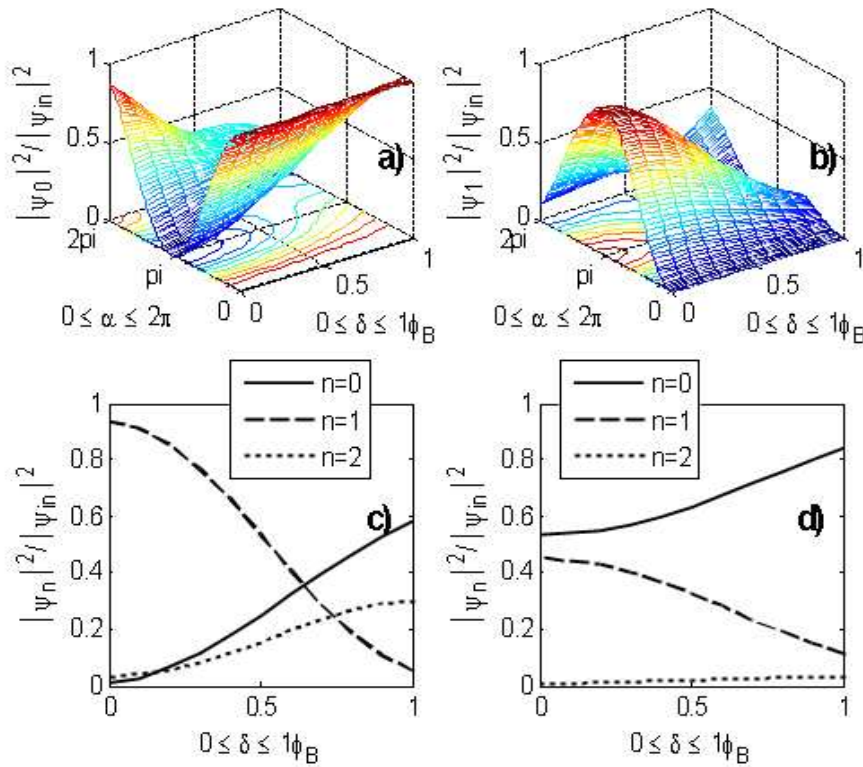 1
0.5
0
2pi
pi
0
0
0.5
1
|ψ0|²/|ψin|²
0 ≤ α ≤ 2π
0 ≤ δ ≤ 1ϕB
a)
1
0.5
0
2pi
pi
0
0
0.5
1
|ψ1|²/|ψin|²
0 ≤ α ≤ 2π
0 ≤ δ ≤ 1ϕB
b)
n=0
n=1
n=2
1
0.8
0.6
0.4
0.2
0
0
0.5
1
|ψn|²/|ψin|²
0 ≤ δ ≤ 1ϕB
c)
n=0
n=1
n=2
1
0.8
0.6
0.4
0.2
0
0
0.5
1
|ψn|²/|ψin|²
0 ≤ δ ≤ 1ϕB
d)